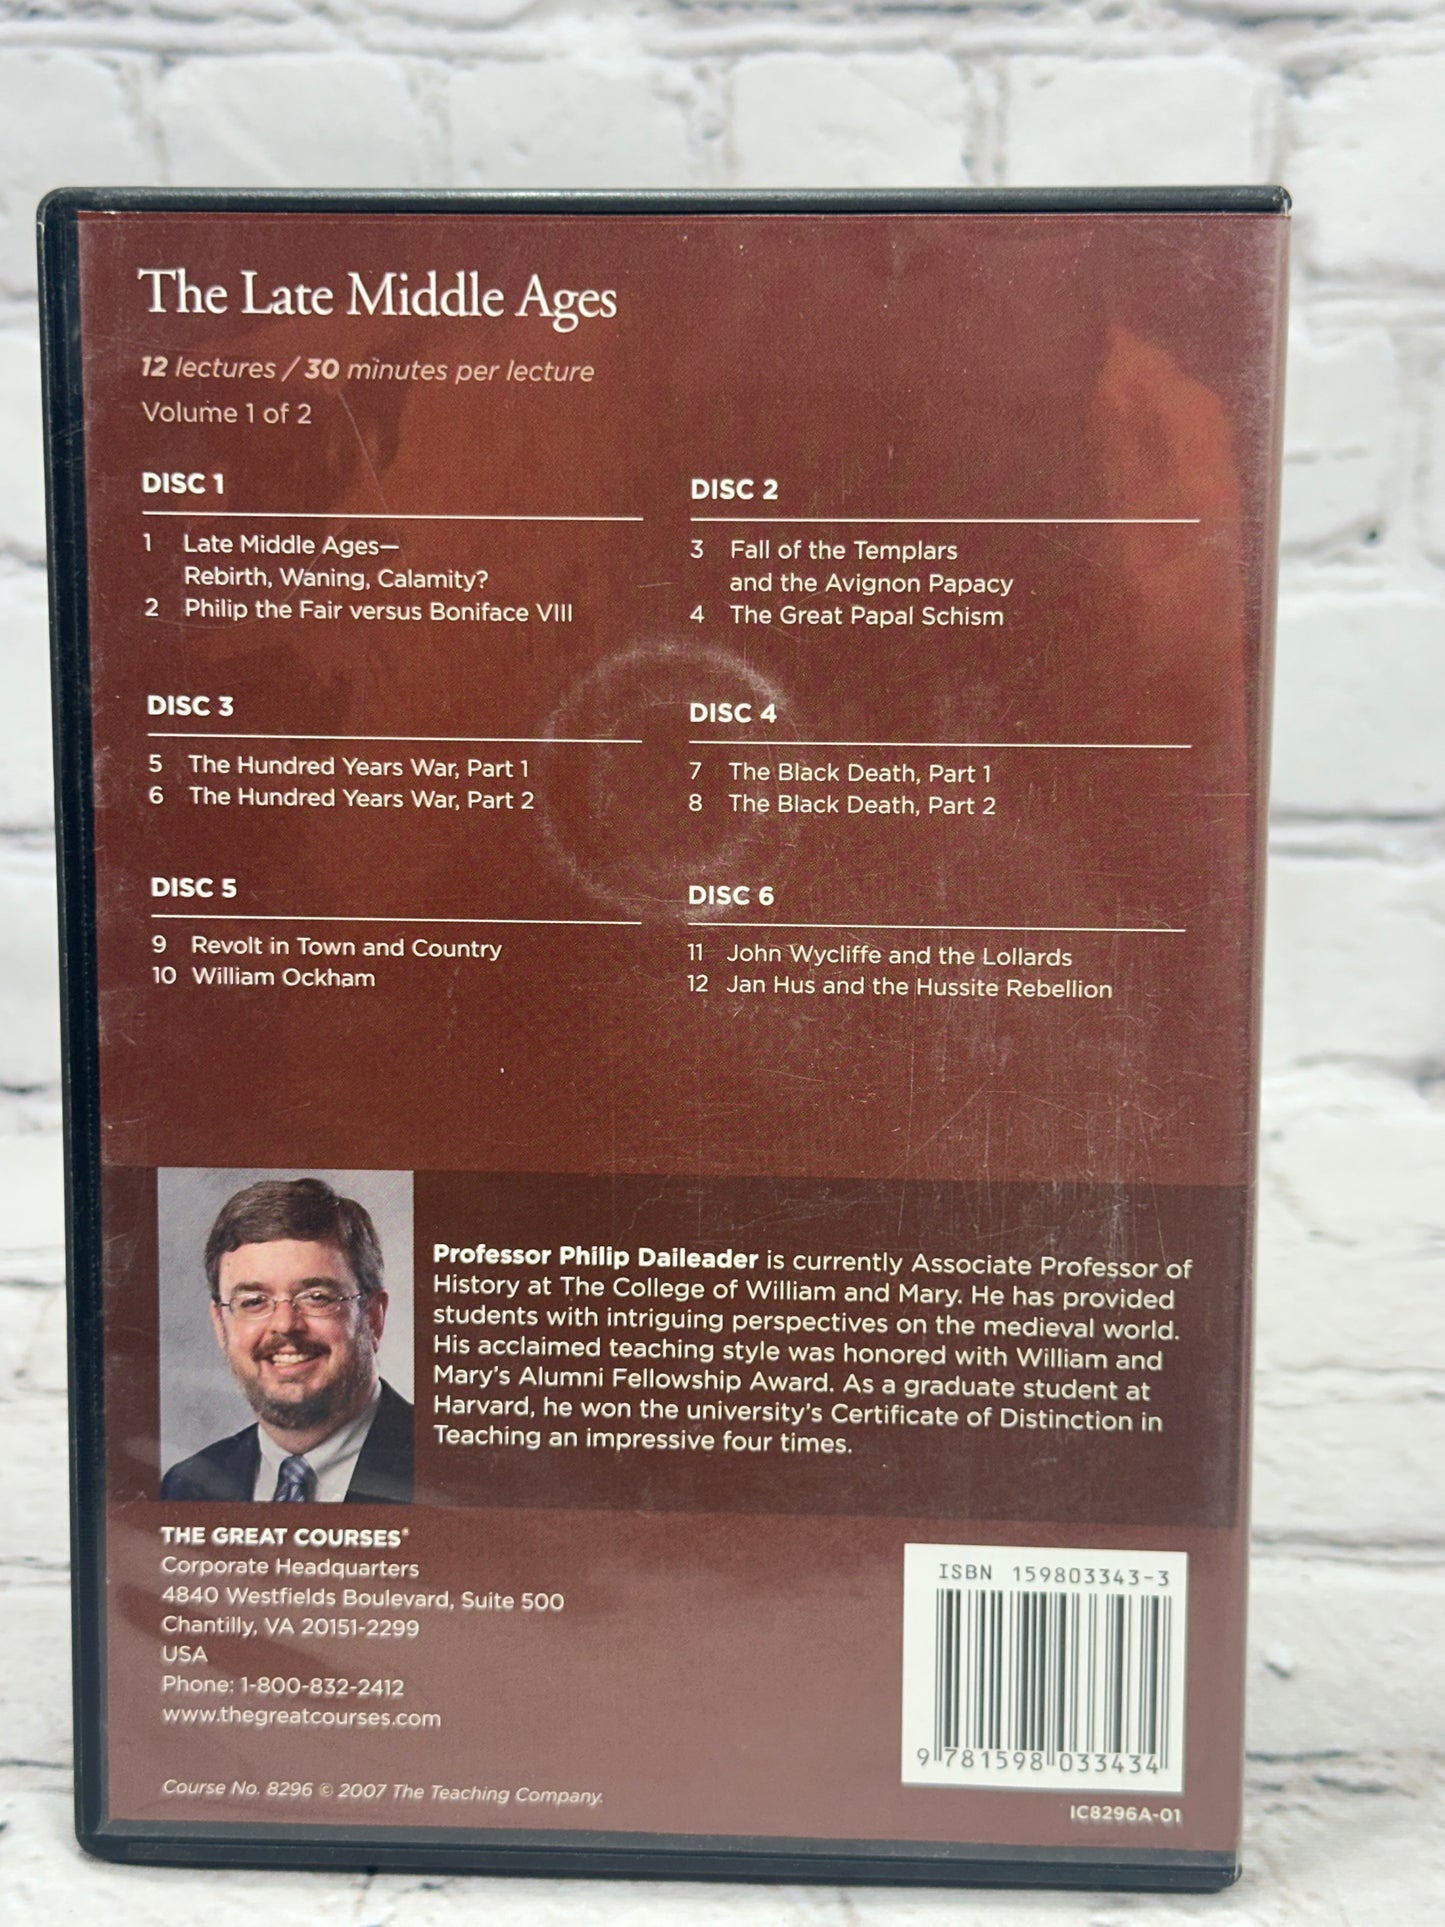 The Late Middle Ages
12 lectures / 30 minutes per lecture
Volume 1 of 2
DISC 1
1 Late Middle Ages—
Rebirth, Waning, Calamity?
2 Philip the Fair versus Boniface VIII
DISC 2
3 Fall of the Templars
and the Avignon Papacy
4 The Great Papal Schism
DISC 3
5 The Hundred Years War, Part 1
6 The Hundred Years War, Part 2
DISC 4
7 The Black Death, Part 1
8 The Black Death, Part 2
DISC 5
9 Revolt in Town and Country
10 William Ockham
DISC 6
11 John Wycliffe and the Lollards
12 Jan Hus and the Hussite Rebellion
Professor Philip Daileader is currently Associate Professor of
History at The College of William and Mary. He has provided
students with intriguing perspectives on the medieval world.
His acclaimed teaching style was honored with William and
Mary's Alumni Fellowship Award. As a graduate student at
Harvard, he won the university's Certificate of Distinction in
Teaching an impressive four times.
THE GREAT COURSES®
Corporate Headquarters
4840 Westfields Boulevard, Suite 500
Chantilly, VA 20151-2299
USA
Phone: 1-800-832-2412
www.thegreatcourses.com
Course No. 8296 © 2007 The Teaching Company.
ISBN 159803343-3
9 781598 033434
IC8296A-01